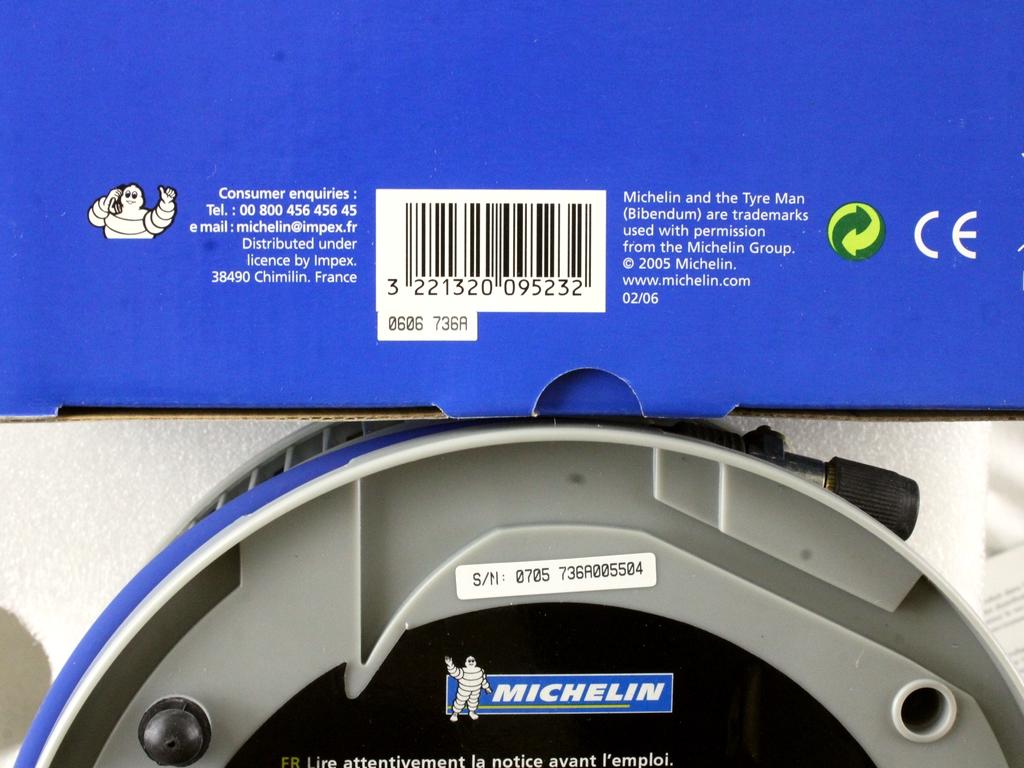 Consumer enquiries :
Tel. : 00 800 456 456 45
e mail : michelin@impex.fr
Distributed under
licence by Impex.
38490 Chimilin. France
3 221320 095232
0606 736A
Michelin and the Tyre Man
(Bibendum) are trademarks
used with permission
from the Michelin Group.
© 2005 Michelin.
www.michelin.com
02/06
CE
S/N: 0705 736A005504
MICHELIN
FR Lire attentivement la notice avant l'emploi.